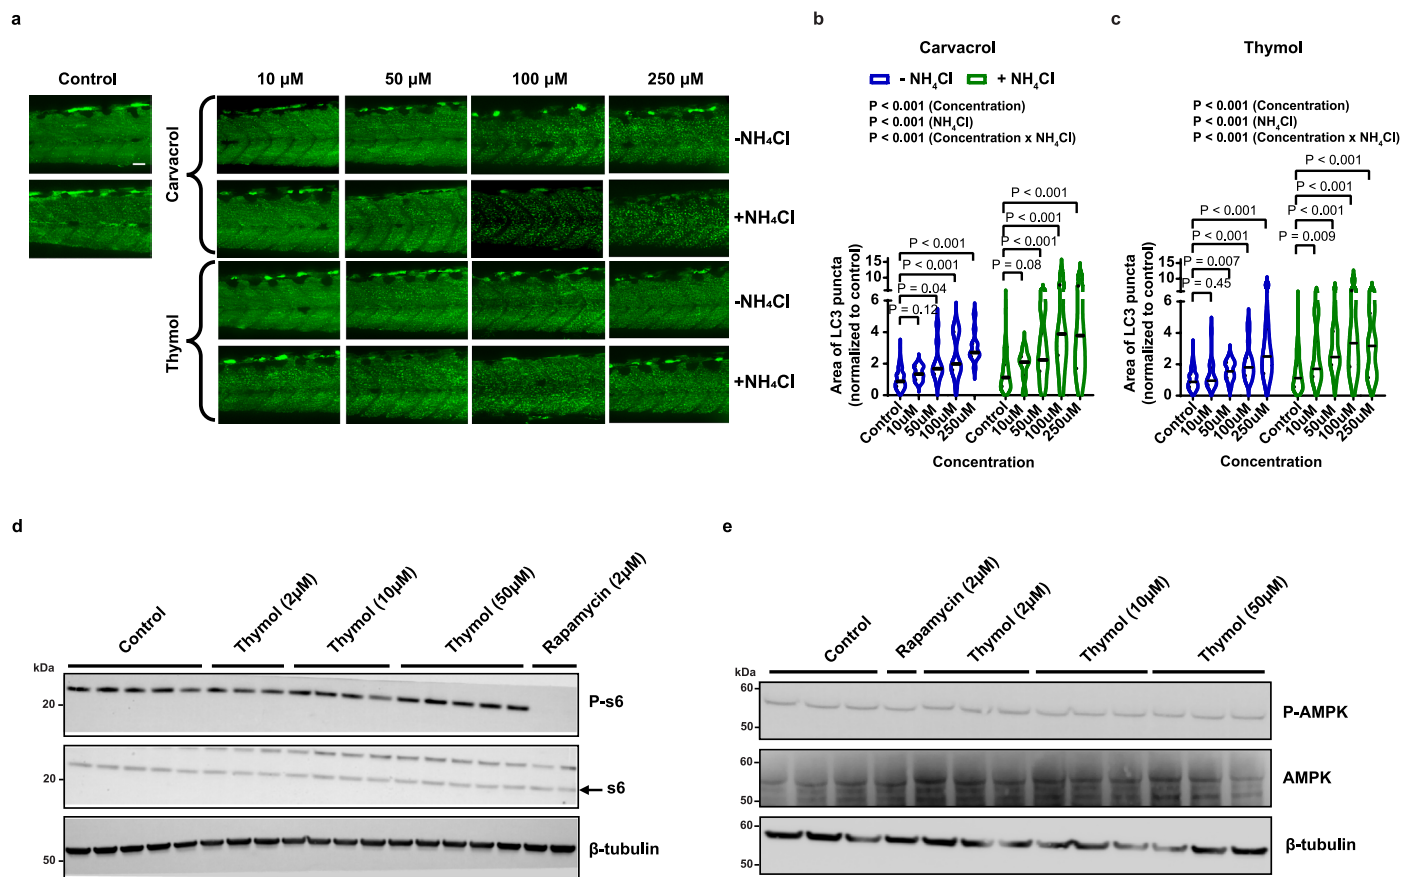 a
Control
10 µM
50 µM
100 µM
250 µM
Carvacrol
Thymol
-NH₄Cl
+NH₄Cl
-NH₄Cl
+NH₄Cl
b
Carvacrol
- NH₄Cl
+ NH₄Cl
P < 0.001 (Concentration)
P < 0.001 (NH₄Cl)
P < 0.001 (Concentration x NH₄Cl)
P < 0.001
P < 0.001
P < 0.001
P = 0.08
P < 0.001
P < 0.001
P = 0.04
P = 0.12
Area of LC3 puncta
(normalized to control)
15
10
6
4
2
0
Control
10uM
50uM
100uM
250uM
Control
10uM
50uM
100uM
250uM
Concentration
c
Thymol
P < 0.001 (Concentration)
P < 0.001 (NH₄Cl)
P < 0.001 (Concentration x NH₄Cl)
P < 0.001
P < 0.001
P < 0.001
P = 0.009
P < 0.001
P < 0.001
P = 0.007
P = 0.45
Area of LC3 puncta
(normalized to control)
15
10
6
4
2
0
Control
10uM
50uM
100uM
250uM
Control
10uM
50uM
100uM
250uM
Concentration
d
Control
Thymol (2µM)
Thymol (10µM)
Thymol (50µM)
Rapamycin (2µM)
kDa
20
P-s6
20
s6
50
β-tubulin
e
Control
Rapamycin (2µM)
Thymol (2µM)
Thymol (10µM)
Thymol (50µM)
kDa
60
50
P-AMPK
60
50
AMPK
60
50
β-tubulin